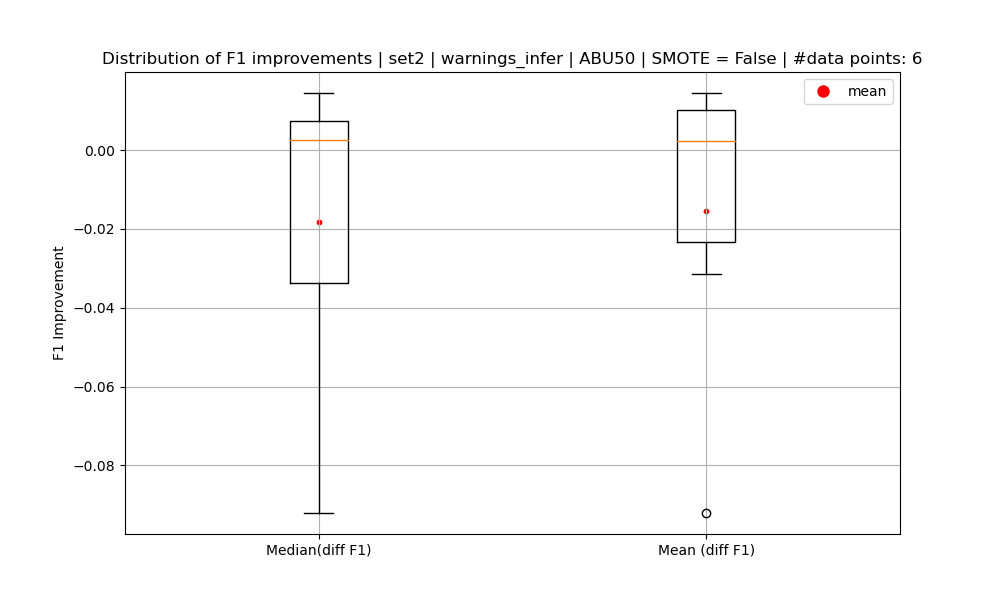 Distribution of F1 improvements | set2 | warnings_infer | ABU50 | SMOTE = False | #data points: 6
mean
0.00
−0.02
−0.04
−0.06
−0.08
F1 Improvement
Median(diff F1)
Mean (diff F1)